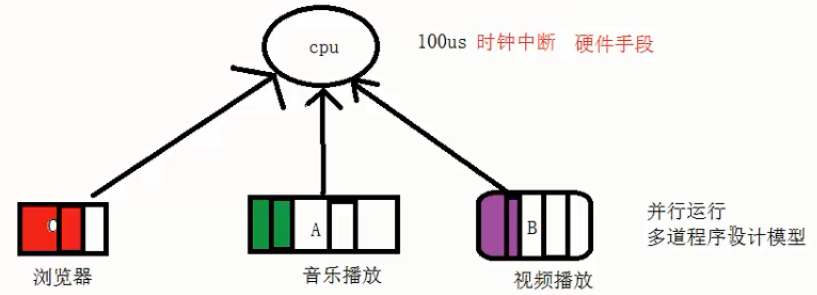 cpu
100us 时钟中断 硬件手段
A
B
浏览器
音乐播放
视频播放
并行运行
多道程序设计模型